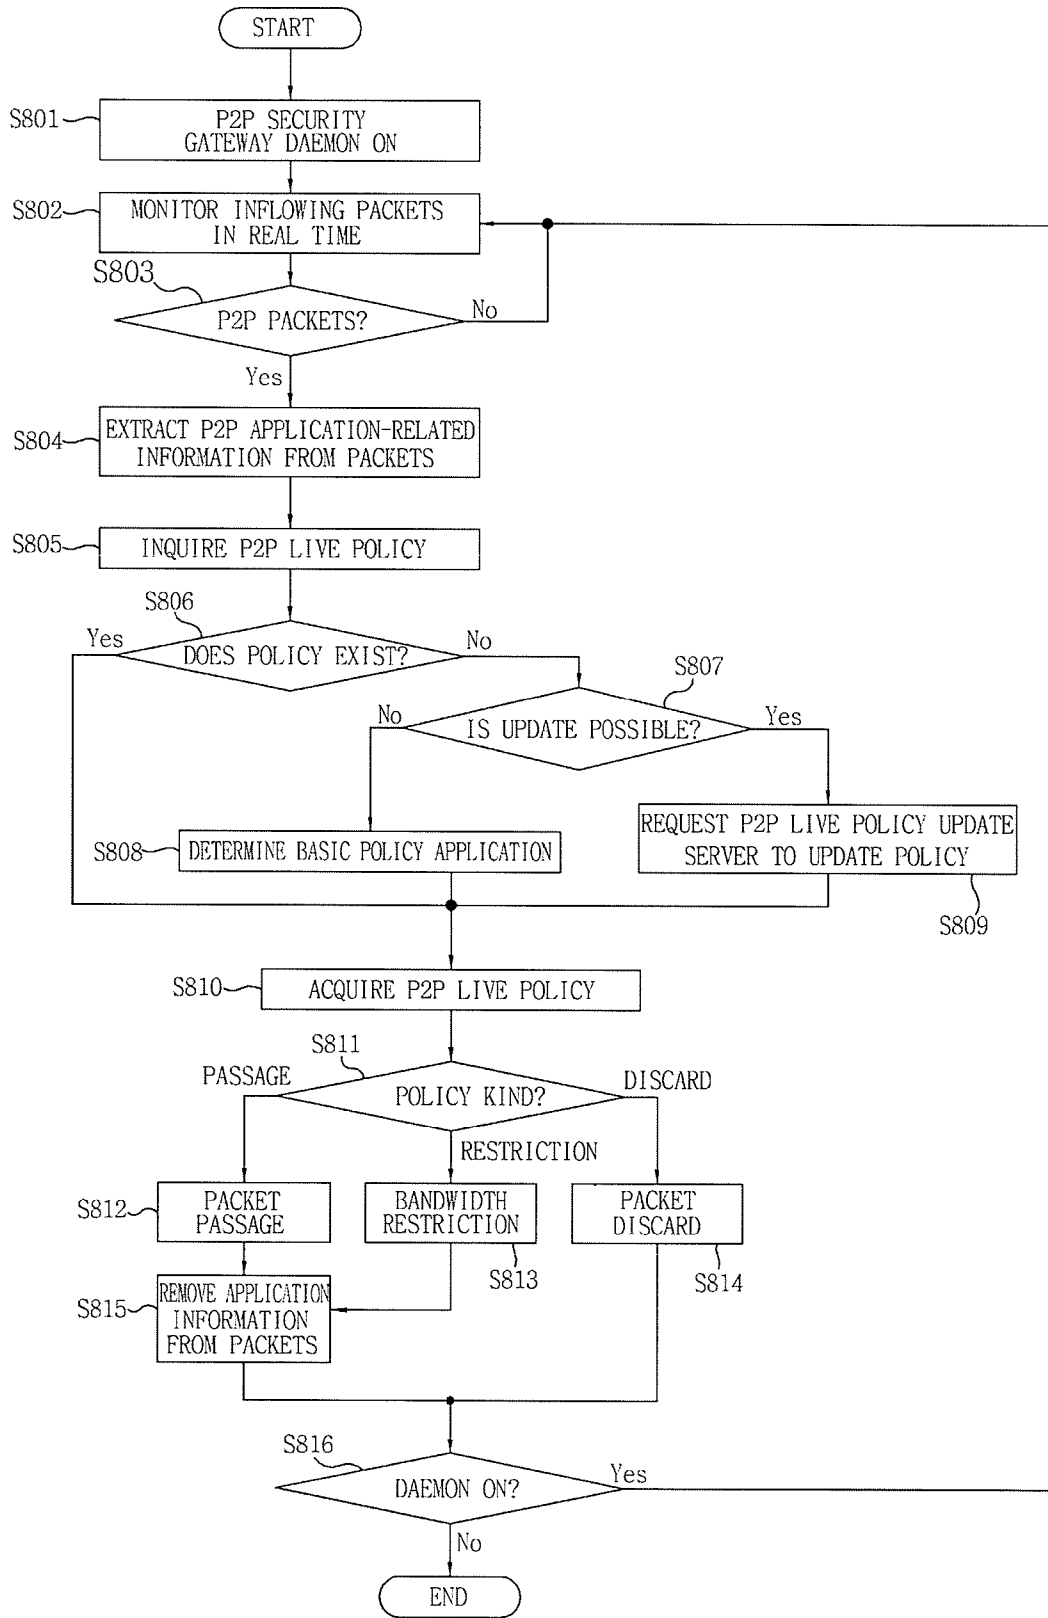 START
S801
P2P SECURITY
GATEWAY DAEMON ON
S802
MONITOR INFLOWING PACKETS
IN REAL TIME
S803
P2P PACKETS?
No
Yes
S804
EXTRACT P2P APPLICATION-RELATED
INFORMATION FROM PACKETS
S805
INQUIRE P2P LIVE POLICY
S806
Yes
DOES POLICY EXIST?
No
S807
No
IS UPDATE POSSIBLE?
Yes
S808
DETERMINE BASIC POLICY APPLICATION
REQUEST P2P LIVE POLICY UPDATE
SERVER TO UPDATE POLICY
S809
S810
ACQUIRE P2P LIVE POLICY
S811
PASSAGE
POLICY KIND?
DISCARD
RESTRICTION
S812
PACKET
PASSAGE
BANDWIDTH
RESTRICTION
S813
PACKET
DISCARD
S814
S815
REMOVE APPLICATION
INFORMATION
FROM PACKETS
S816
DAEMON ON?
Yes
No
END